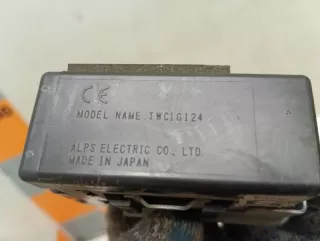 CE
MODEL NAME:TWC1G124
ALPS ELECTRIC CO., LTD
MADE IN JAPAN